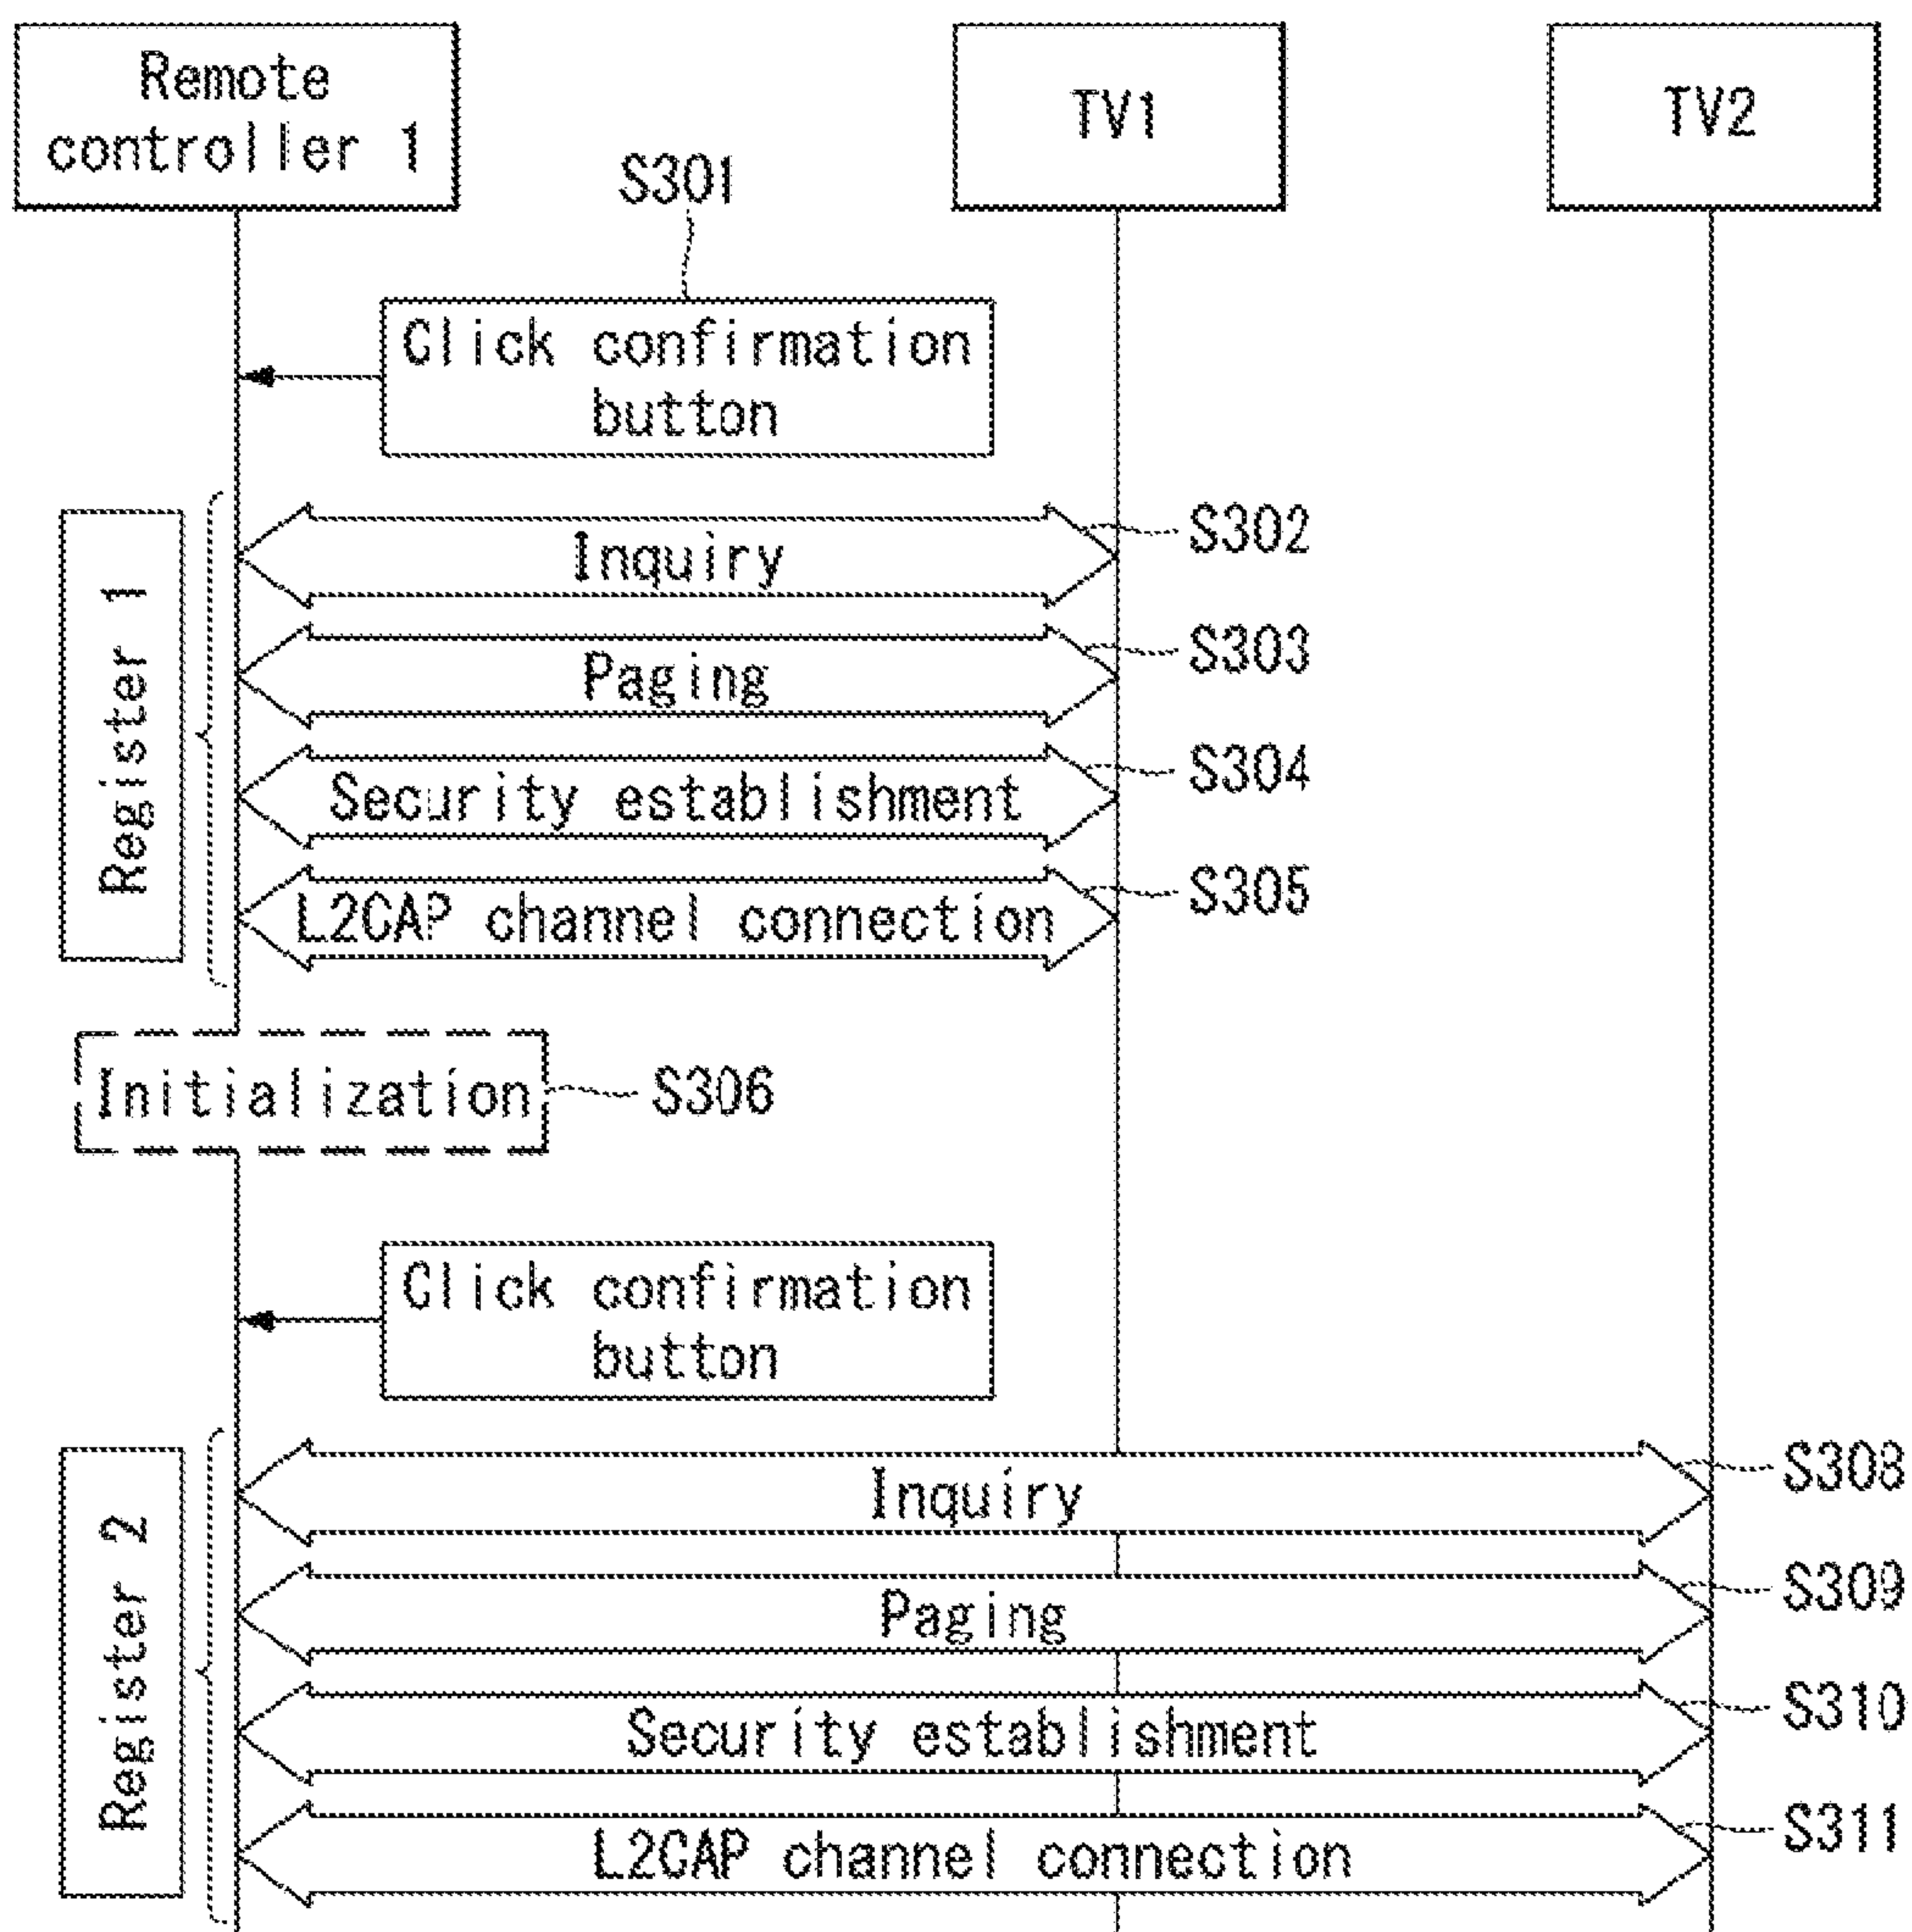 Remote
controller 1
TV1
TV2
S301
Click confirmation
button
Register 1
Inquiry
S302
Paging
S303
Security establishment
S304
L2CAP channel connection
S305
Initialization
S306
Click confirmation
button
Register 2
Inquiry
S308
Paging
S309
Security establishment
S310
L2CAP channel connection
S311